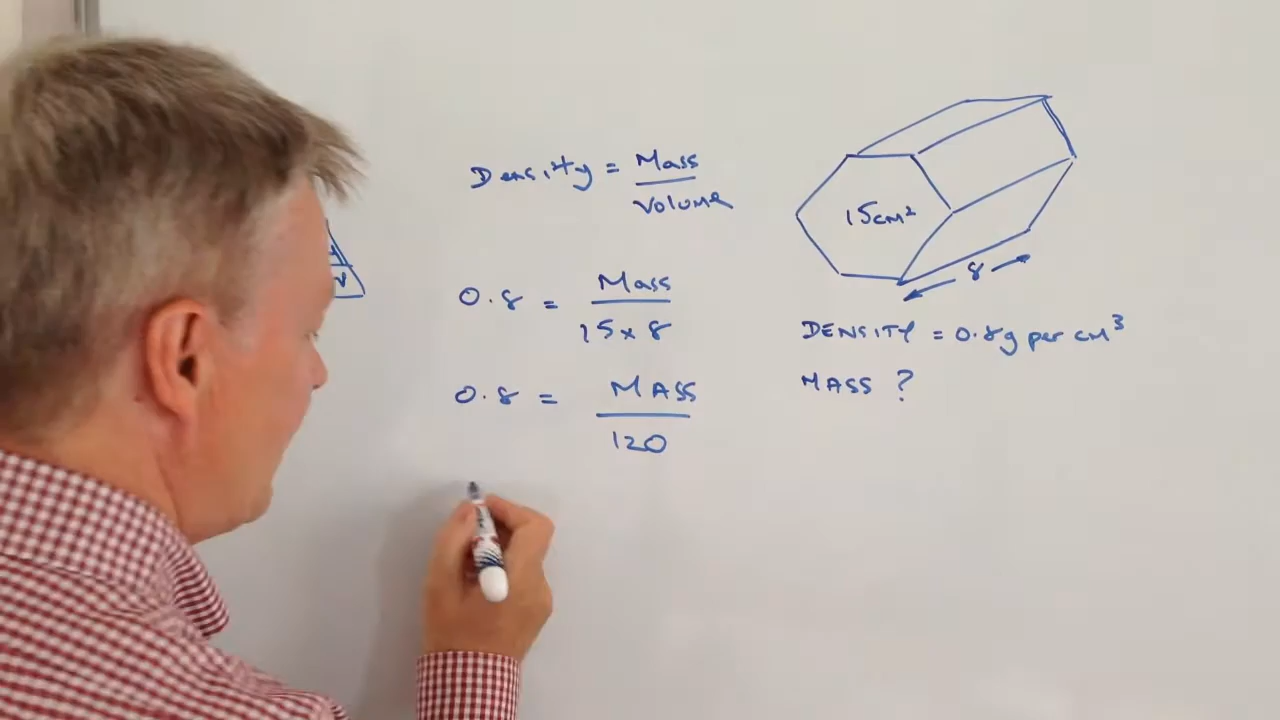 Density = Mass
Volume
0.8 = Mass
15 x 8
0.8 = MASS
120
15cm²
8
DENSITY = 0.8g per cm³
MASS ?
V